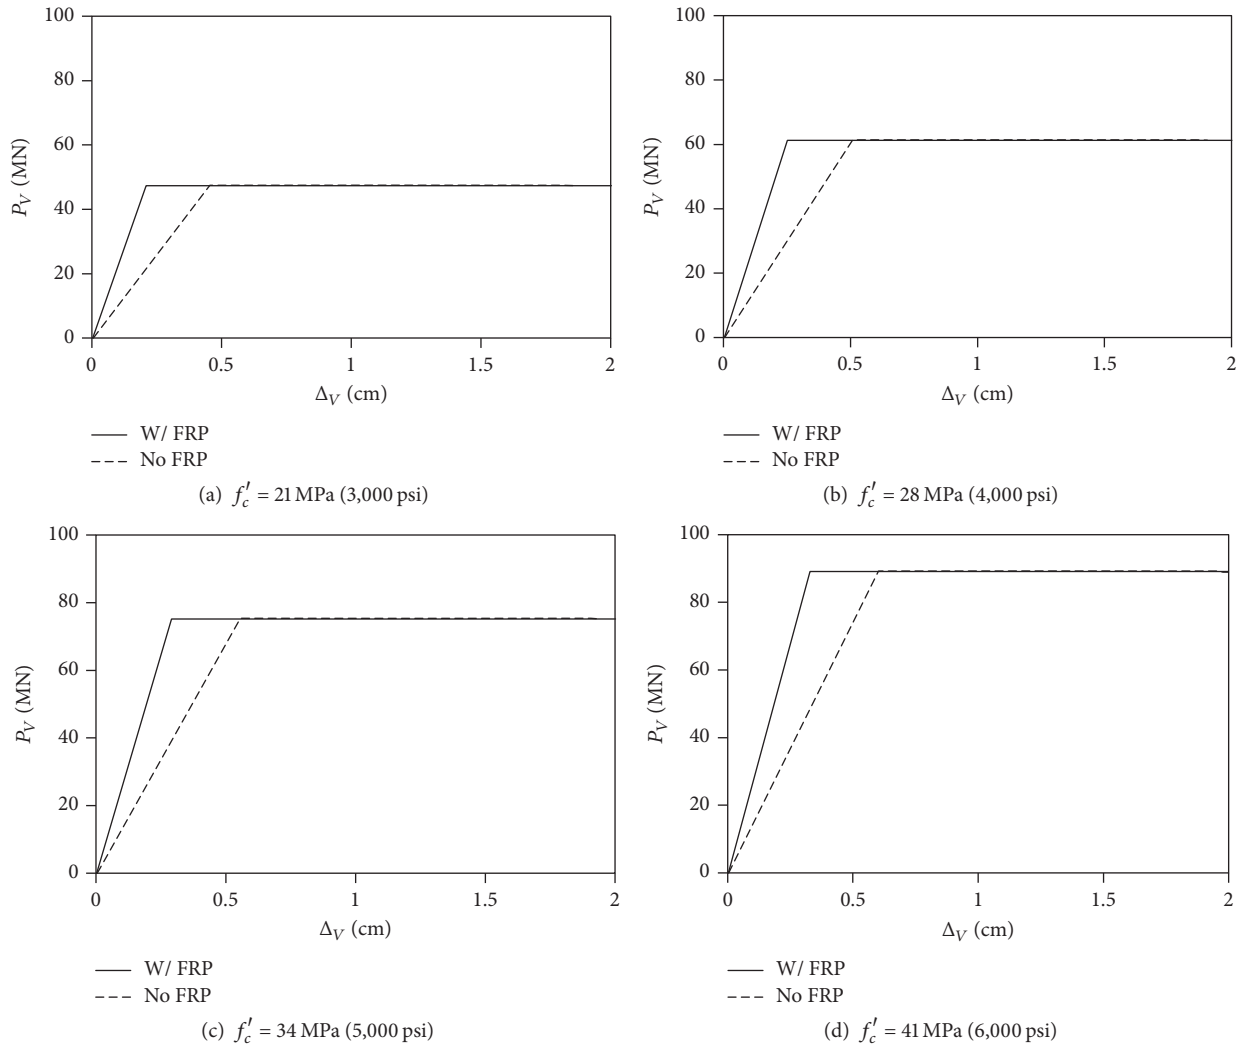 100
80
60
40
20
0
P_V (MN)
0 0.5 1 1.5 2
Δ_V (cm)
W/ FRP
No FRP
(a) f′_c = 21 MPa (3,000 psi)
100
80
60
40
20
0
P_V (MN)
0 0.5 1 1.5 2
Δ_V (cm)
W/ FRP
No FRP
(b) f′_c = 28 MPa (4,000 psi)
100
80
60
40
20
0
P_V (MN)
0 0.5 1 1.5 2
Δ_V (cm)
W/ FRP
No FRP
(c) f′_c = 34 MPa (5,000 psi)
100
80
60
40
20
0
P_V (MN)
0 0.5 1 1.5 2
Δ_V (cm)
W/ FRP
No FRP
(d) f′_c = 41 MPa (6,000 psi)